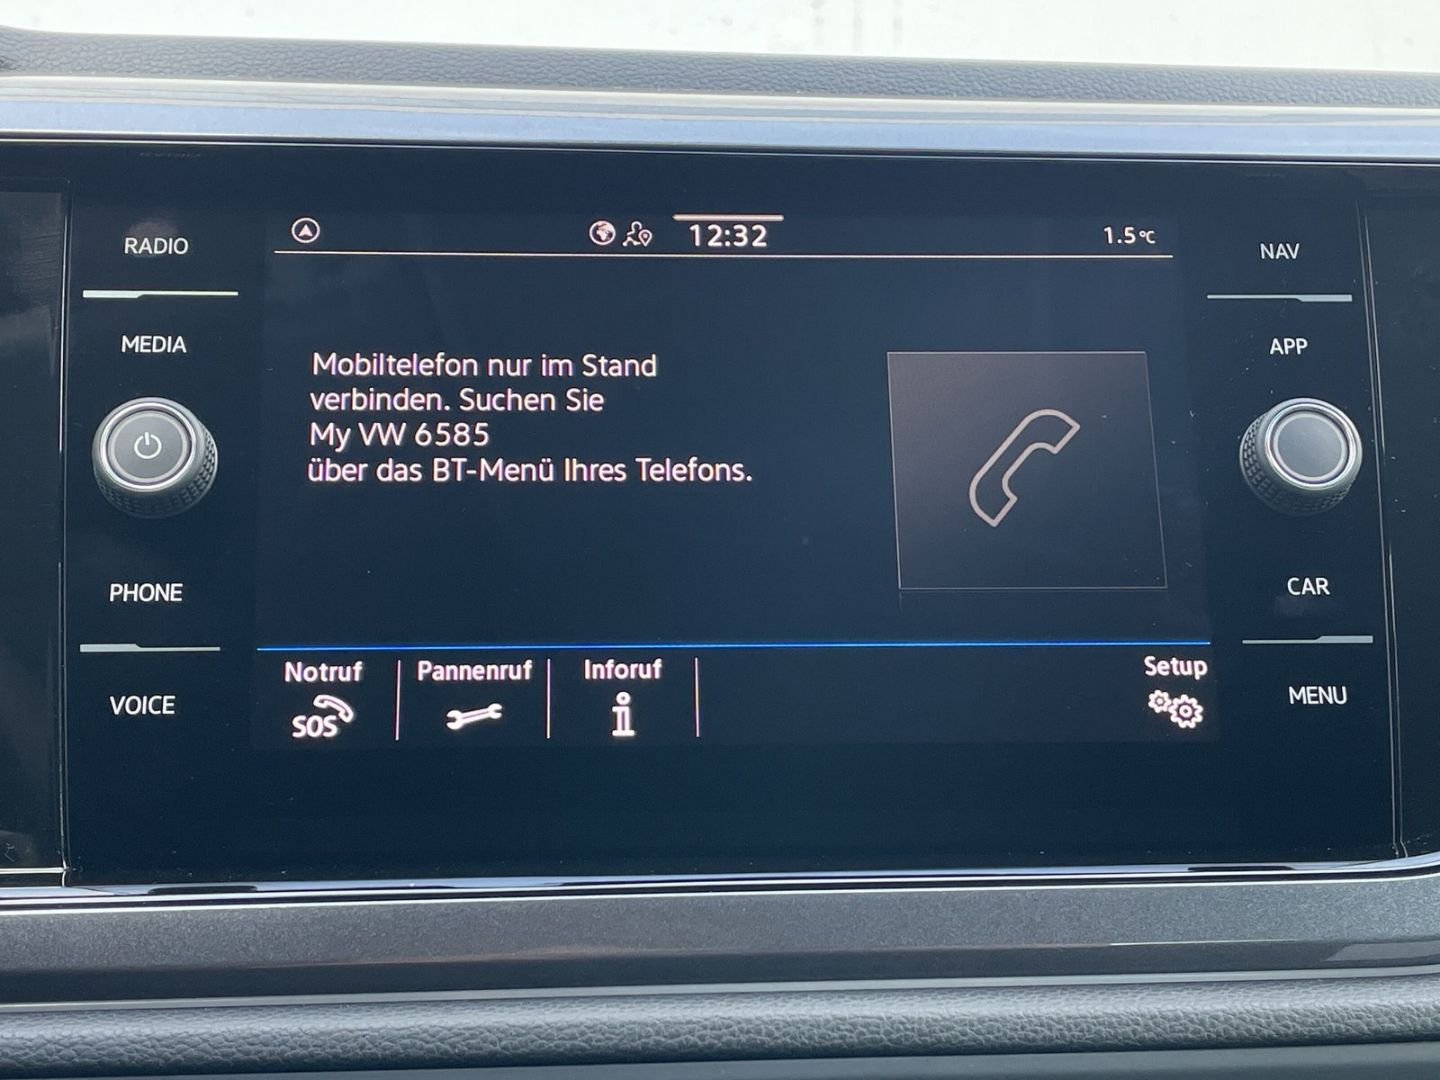 RADIO
MEDIA
PHONE
VOICE
12:32
1.5°C
Mobiltelefon nur im Stand
verbinden. Suchen Sie
My VW 6585
über das BT-Menü Ihres Telefons.
Notruf
SOS
Pannenruf
Inforuf
Setup
NAV
APP
CAR
MENU